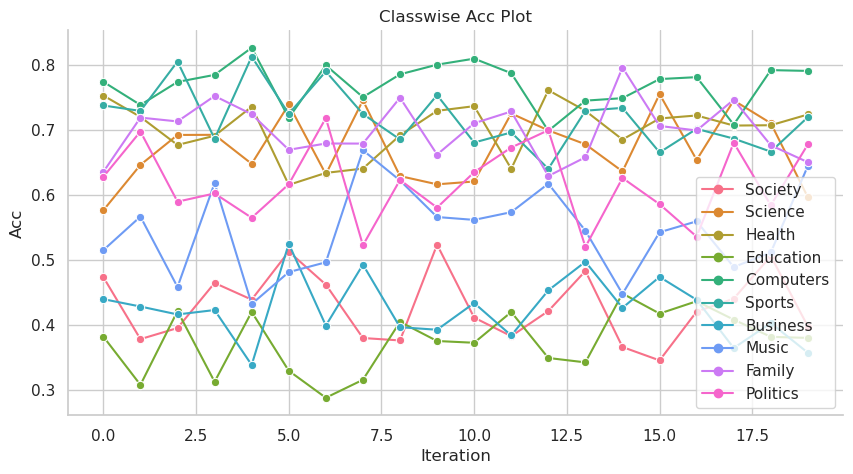 Classwise Acc Plot
Acc
0.8
0.7
0.6
0.5
0.4
0.3
0.0
2.5
5.0
7.5
10.0
12.5
15.0
17.5
Iteration
Society
Science
Health
Education
Computers
Sports
Business
Music
Family
Politics